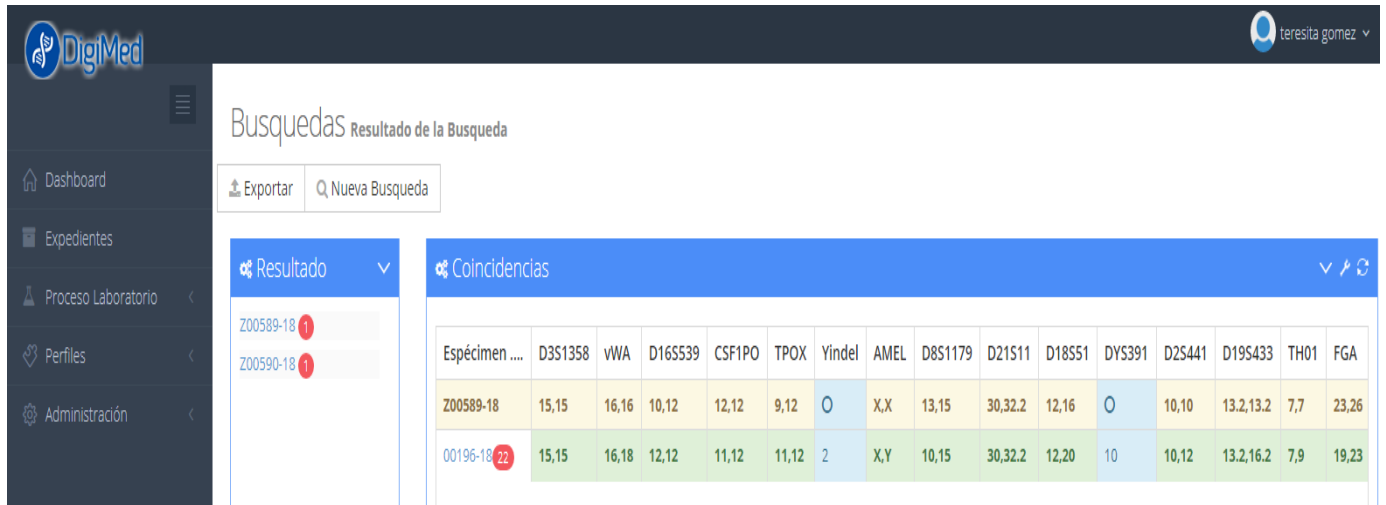 DigiMed
teresita gomez
Busquedas Resultado de la Busqueda
Dashboard
Exportar Nueva Busqueda
Expedientes
Resultado
Coincidencias
Proceso Laboratorio
Z00589-18 1
Perfiles
Z00590-18 1
Administración
Espécimen .... D3S1358 vWA D16S539 CSF1PO TPOX Yindel AMEL D8S1179 D21S11 D18S51 DYS391 D2S441 D19S433 TH01 FGA
Z00589-18 15,15 16,16 10,12 12,12 9,12 O X,X 13,15 30,32.2 12,16 O 10,10 13.2,13.2 7,7 23,26
00196-18 22 15,15 16,18 12,12 11,12 11,12 2 X,Y 10,15 30,32.2 12,20 10 10,12 13.2,16.2 7,9 19,23